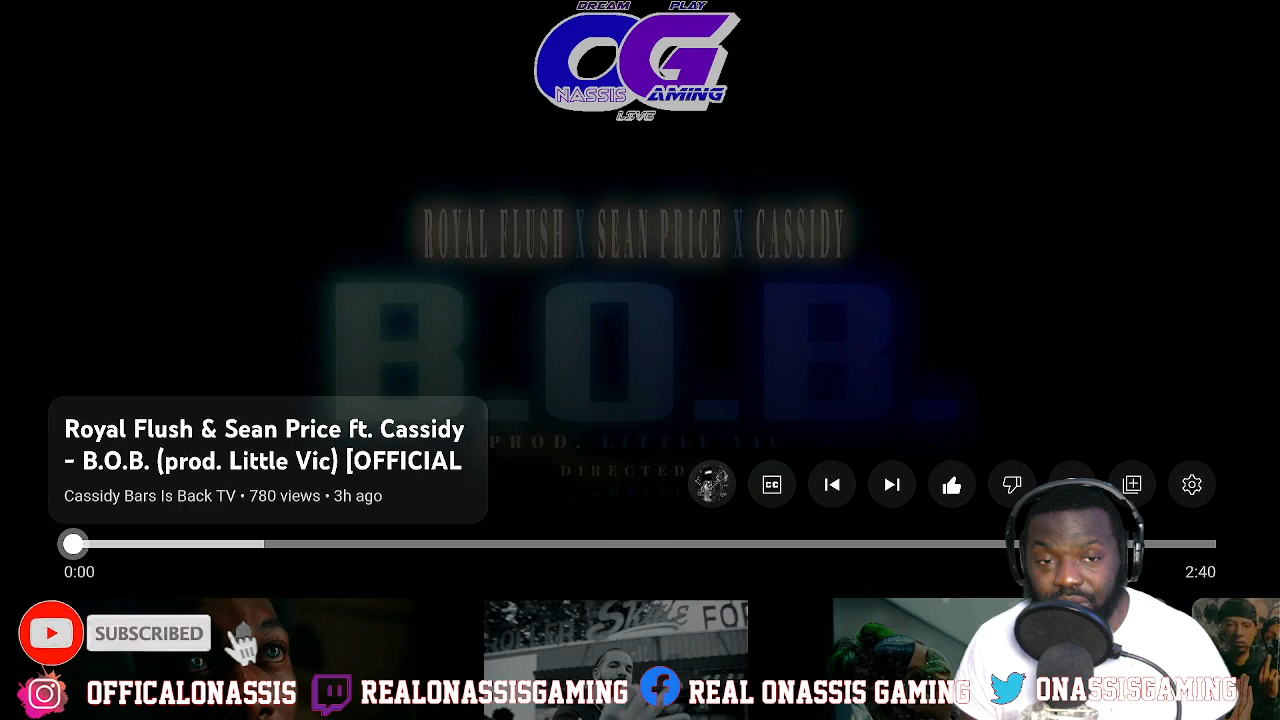 DREAM PLAY
OG
NASSIS AMING
ROYAL FLUSH X SEAN PRICE X CASSIDY
B.O.B.
PROD. LITTLE VIC
DIRECTED
Royal Flush & Sean Price ft. Cassidy
- B.O.B. (prod. Little Vic) [OFFICIAL
Cassidy Bars Is Back TV • 780 views • 3h ago
CC
0:00
2:40
SUBSCRIBED
OFFICALONASSIS
REALONASSISGAMING
REAL ONASSIS GAMING
ONASSISGAMING